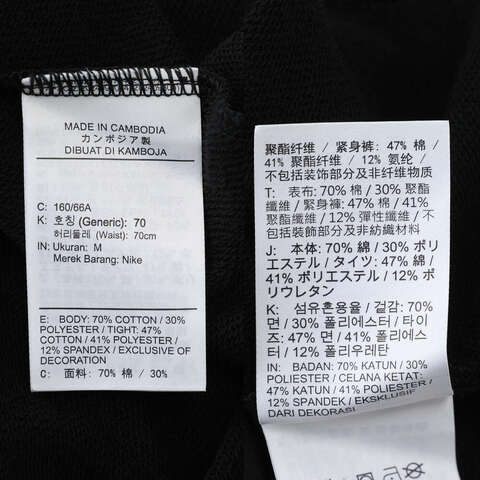 MADE IN CAMBODIA
カンボジア製
DIBUAT DI KAMBOJA
C: 160/66A
K: 호칭 (Generic): 70
허리둘레 (Waist): 70cm
IN: Ukuran: M
Merek Barang: Nike
E: BODY: 70% COTTON / 30%
POLYESTER / TIGHT: 47%
COTTON / 41% POLYESTER /
12% SPANDEX / EXCLUSIVE OF
DECORATION
C: 面料: 70% 棉 / 30%
聚酯纤维 / 紧身裤: 47% 棉 /
41% 聚酯纤维 / 12% 氨纶 /
不包括装饰部分及非纤维物质
T: 表布: 70% 棉 / 30% 聚酯
纖維 / 緊身褲: 47% 棉 / 41%
聚酯纖維 / 12% 彈性纖維 / 不
包括裝飾部分及非紡織材料
J: 本体: 70% 綿 / 30% ポリ
エステル / タイツ: 47% 綿 /
41% ポリエステル / 12% ポ
リウレタン
K: 섬유혼용율 / 겉감: 70%
면 / 30% 폴리에스터 / 타이
즈: 47% 면 / 41% 폴리에스
터 / 12% 폴리우레탄
IN: BADAN: 70% KATUN / 30%
POLIESTER / CELANA KETAT:
47% KATUN / 41% POLIESTER /
12% SPANDEK / EKSKLUSIF
DARI DEKORASI